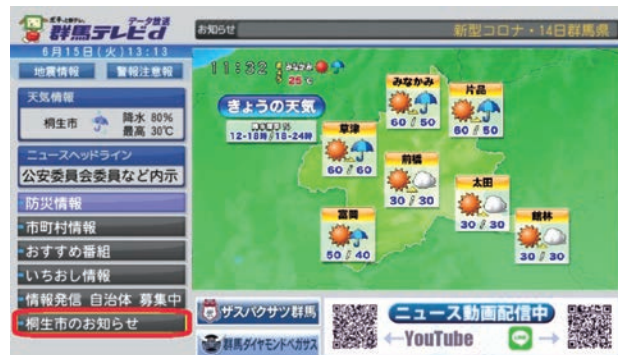 データ放送
群馬テレビd
6月15日(火)13:13
お知らせ
新型コロナ・14日群馬県
地震情報 警報注意報
天気情報
桐生市 降水 80%
最高 30℃
ニュースヘッドライン
公安委員会委員など内示
防災情報
市町村情報
おすすめ番組
いちおし情報
情報発信 自治体 募集中
桐生市のお知らせ
11:32
25℃
きょうの天気
12-18時/18-24時
みなかみ
60/50
片品
60/50
草津
60/60
前橋
30/30
太田
30/30
富岡
50/40
館林
30/30
ザスパクサツ群馬
群馬ダイヤモンドペガサス
ニュース動画配信中
←YouTube
LINE→